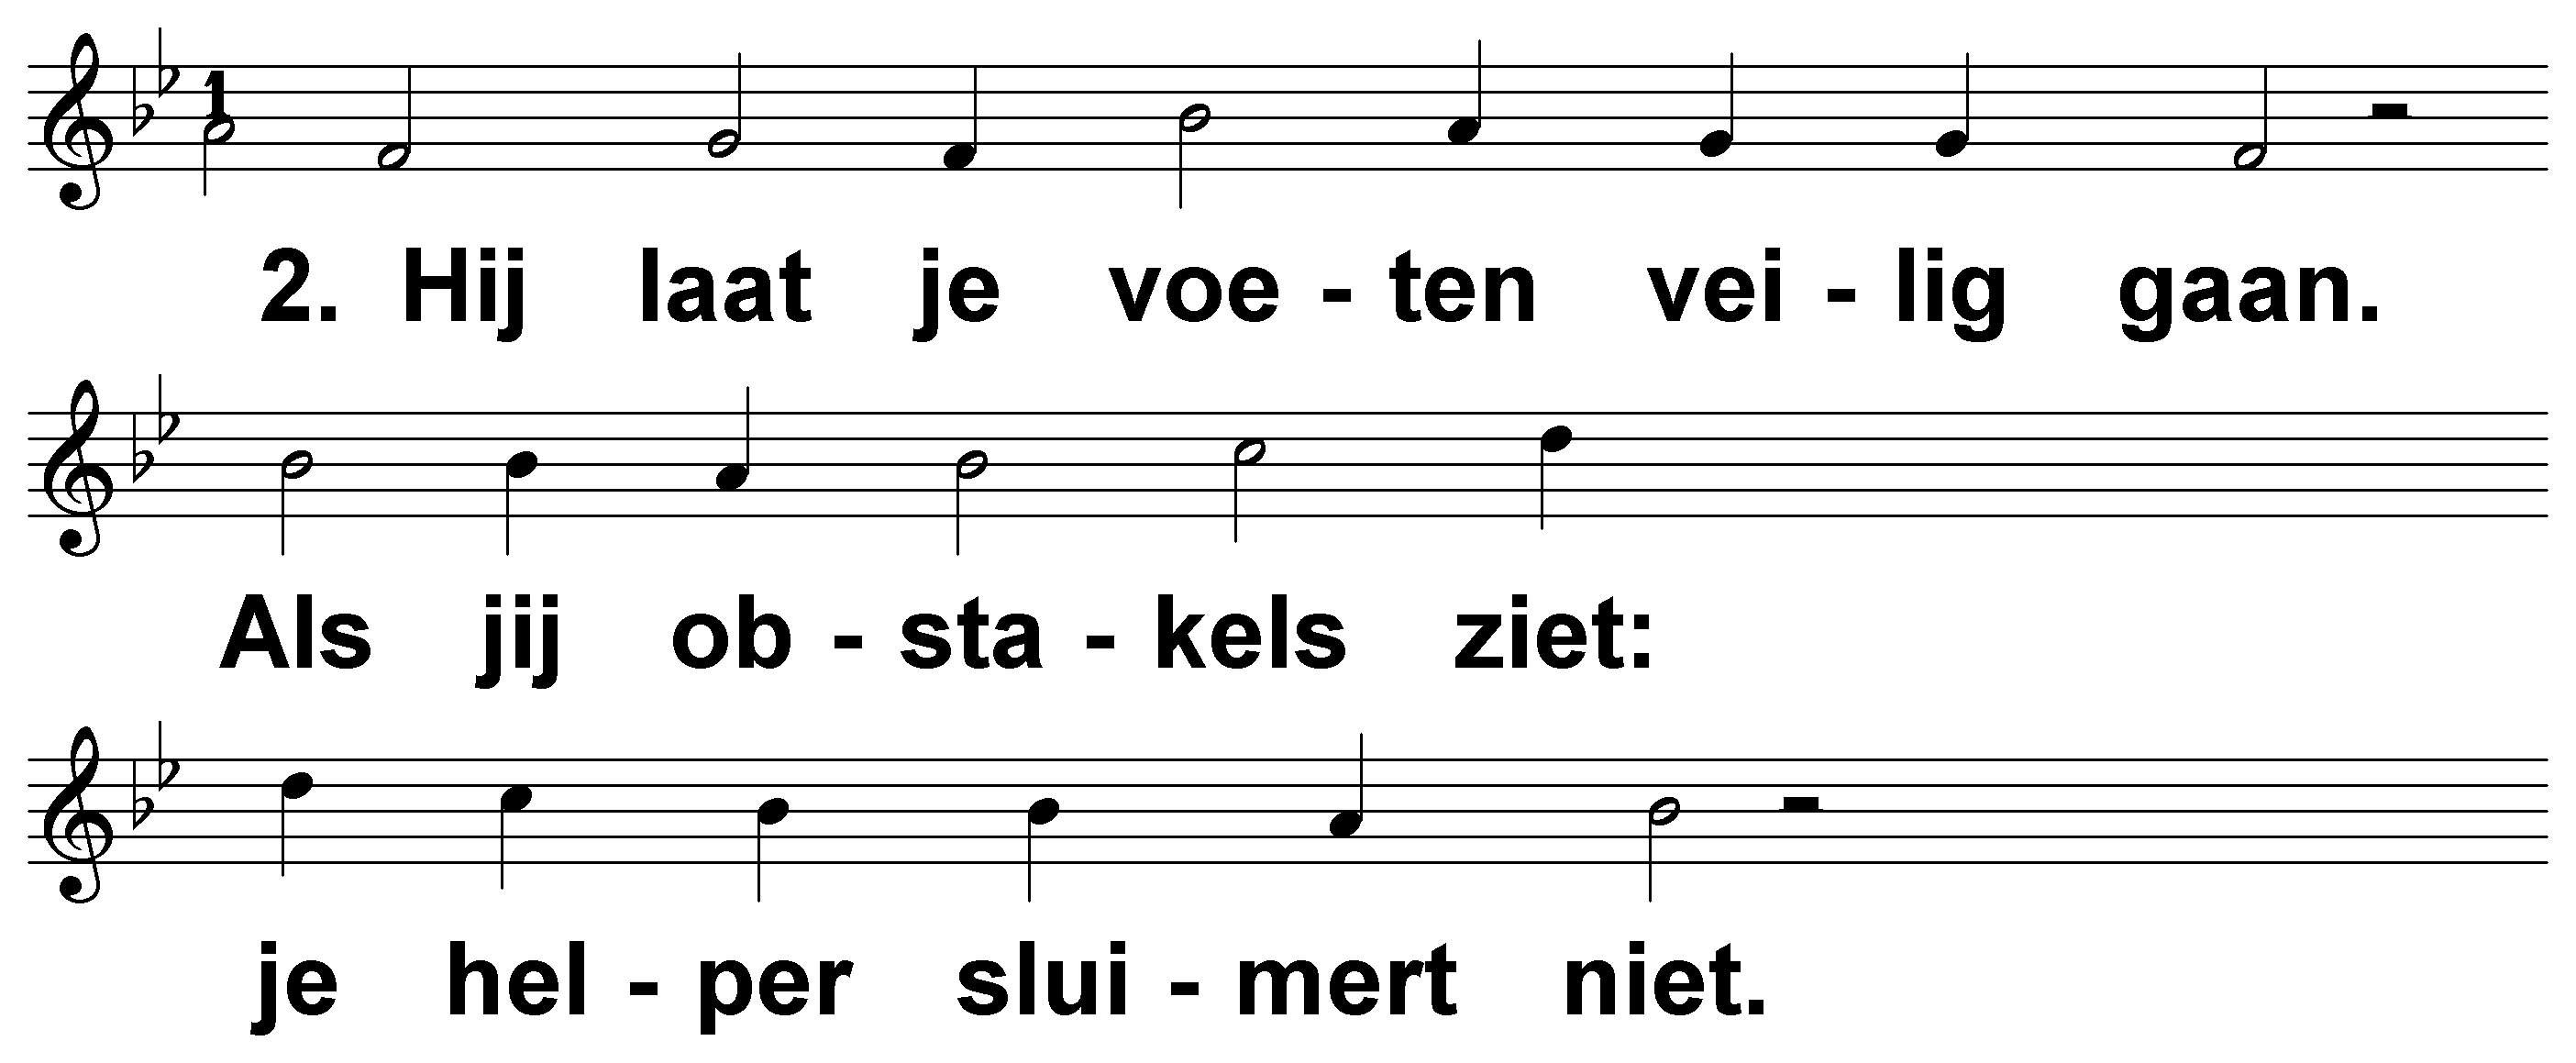 1
2. Hij laat je voe - ten vei - lig gaan.
Als jij ob - sta - kels ziet:
je hel - per slui - mert niet.